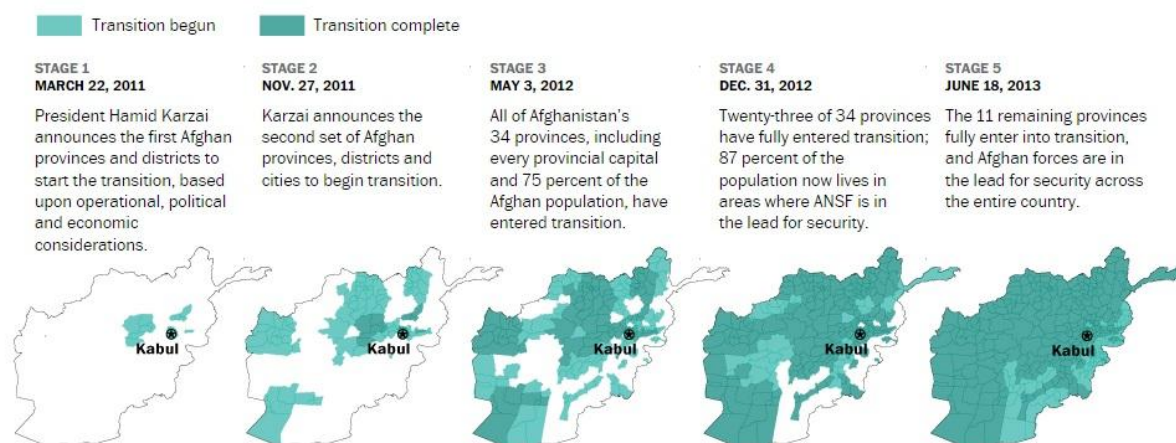 Transition begun
Transition complete
STAGE 1
MARCH 22, 2011
President Hamid Karzai
announces the first Afghan
provinces and districts to
start the transition, based
upon operational, political
and economic
considerations.
STAGE 2
NOV. 27, 2011
Karzai announces the
second set of Afghan
provinces, districts and
cities to begin transition.
STAGE 3
MAY 3, 2012
All of Afghanistan's
34 provinces, including
every provincial capital
and 75 percent of the
Afghan population, have
entered transition.
STAGE 4
DEC. 31, 2012
Twenty-three of 34 provinces
have fully entered transition;
87 percent of the
population now lives in
areas where ANSF is in
the lead for security.
STAGE 5
JUNE 18, 2013
The 11 remaining provinces
fully enter into transition,
and Afghan forces are in
the lead for security across
the entire country.
Kabul
Kabul
Kabul
Kabul
Kabul